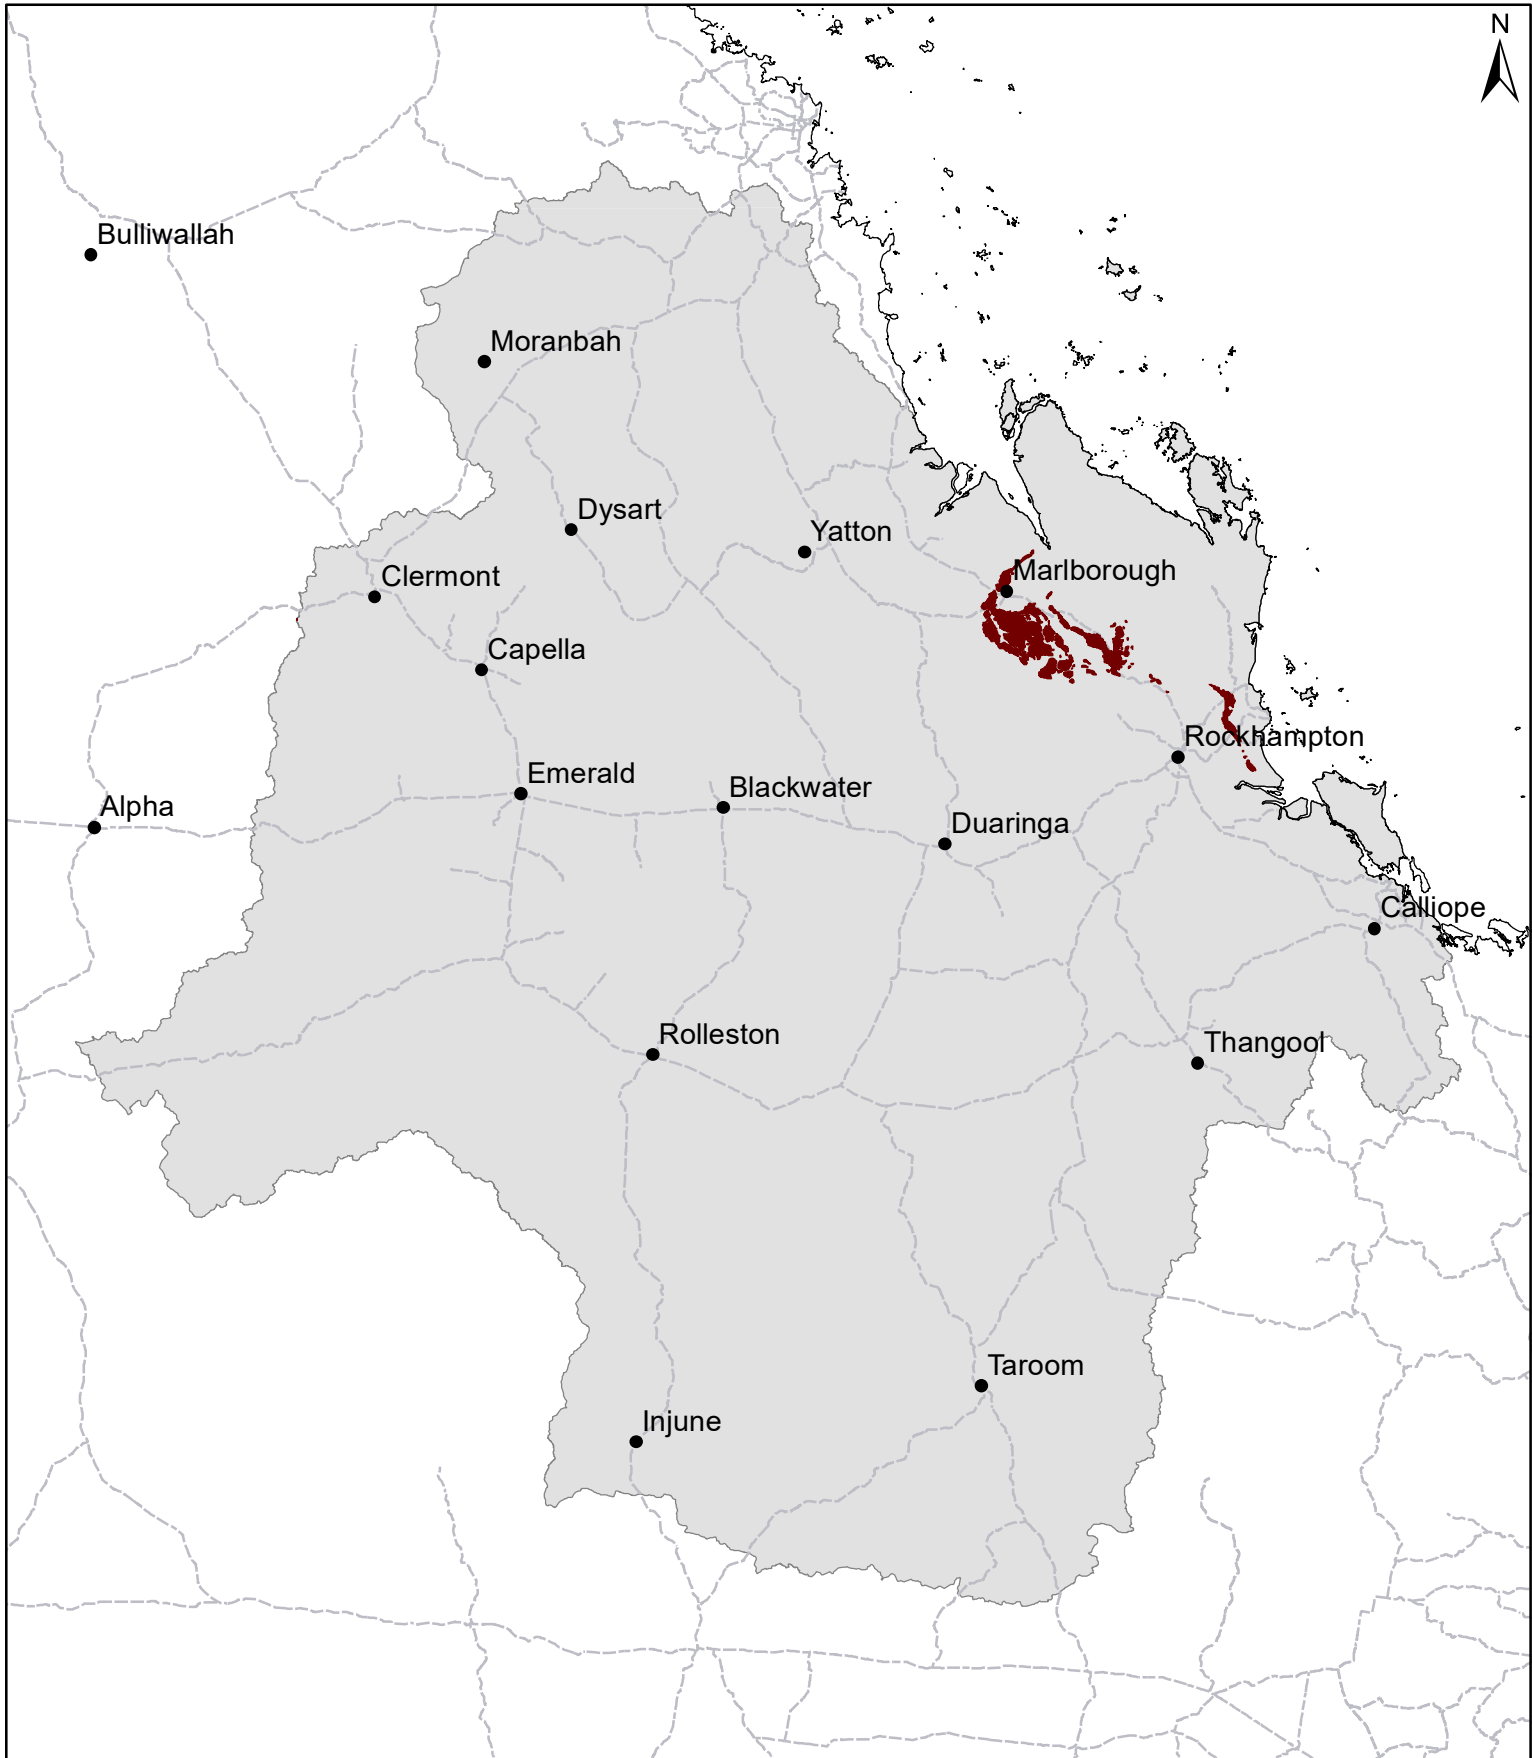 N
Bulliwallah
Moranbah
Dysart
Yatton
Clermont
Marlborough
Capella
Rockhampton
Emerald
Blackwater
Alpha
Duaringa
Calliope
Rolleston
Thangool
Taroom
Injune